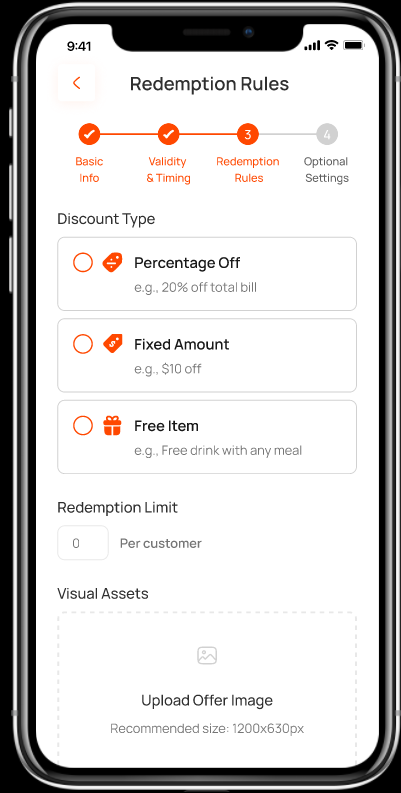 9:41
Redemption Rules
3
4
Basic
Info
Validity
& Timing
Redemption
Rules
Optional
Settings
Discount Type
Percentage Off
e.g., 20% off total bill
$
Fixed Amount
e.g., $10 off
Free Item
e.g., Free drink with any meal
Redemption Limit
0 Per customer
Visual Assets
Upload Offer Image
Recommended size: 1200x630px